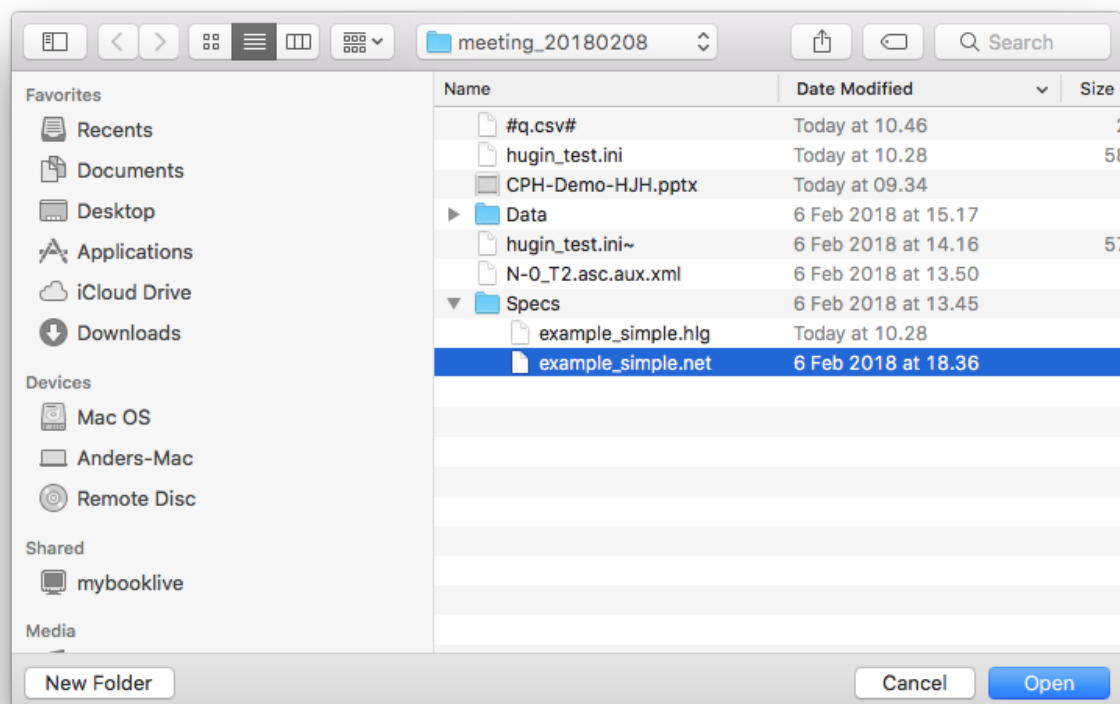 meeting_20180208
Search
Favorites
Recents
Documents
Desktop
Applications
iCloud Drive
Downloads
Devices
Mac OS
Anders-Mac
Remote Disc
Shared
mybooklive
Media
Name Date Modified Size
#q.csv# Today at 10.46
hugin_test.ini Today at 10.28 58
CPH-Demo-HJH.pptx Today at 09.34
Data 6 Feb 2018 at 15.17
hugin_test.ini~ 6 Feb 2018 at 14.16 57
N-0_T2.asc.aux.xml 6 Feb 2018 at 13.50
Specs 6 Feb 2018 at 13.45
example_simple.hlg Today at 10.28
example_simple.net 6 Feb 2018 at 18.36
New Folder Cancel Open